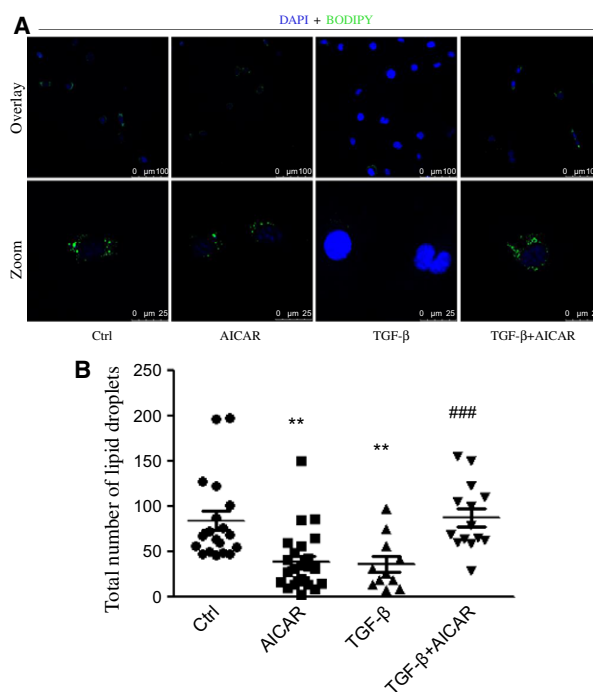 A
DAPI + BODIPY
Overlay
0 µm100
0 µm100
0 µm100
0 µm10
Zoom
0 µm 25
0 µm 25
0 µm 25
0 µm 25
Ctrl
AICAR
TGF-β
TGF-β+AICAR
B
Total number of lipid droplets
250
200
150
100
50
0
**
**
###
Ctrl
AICAR
TGF-β
TGF-β+AICAR